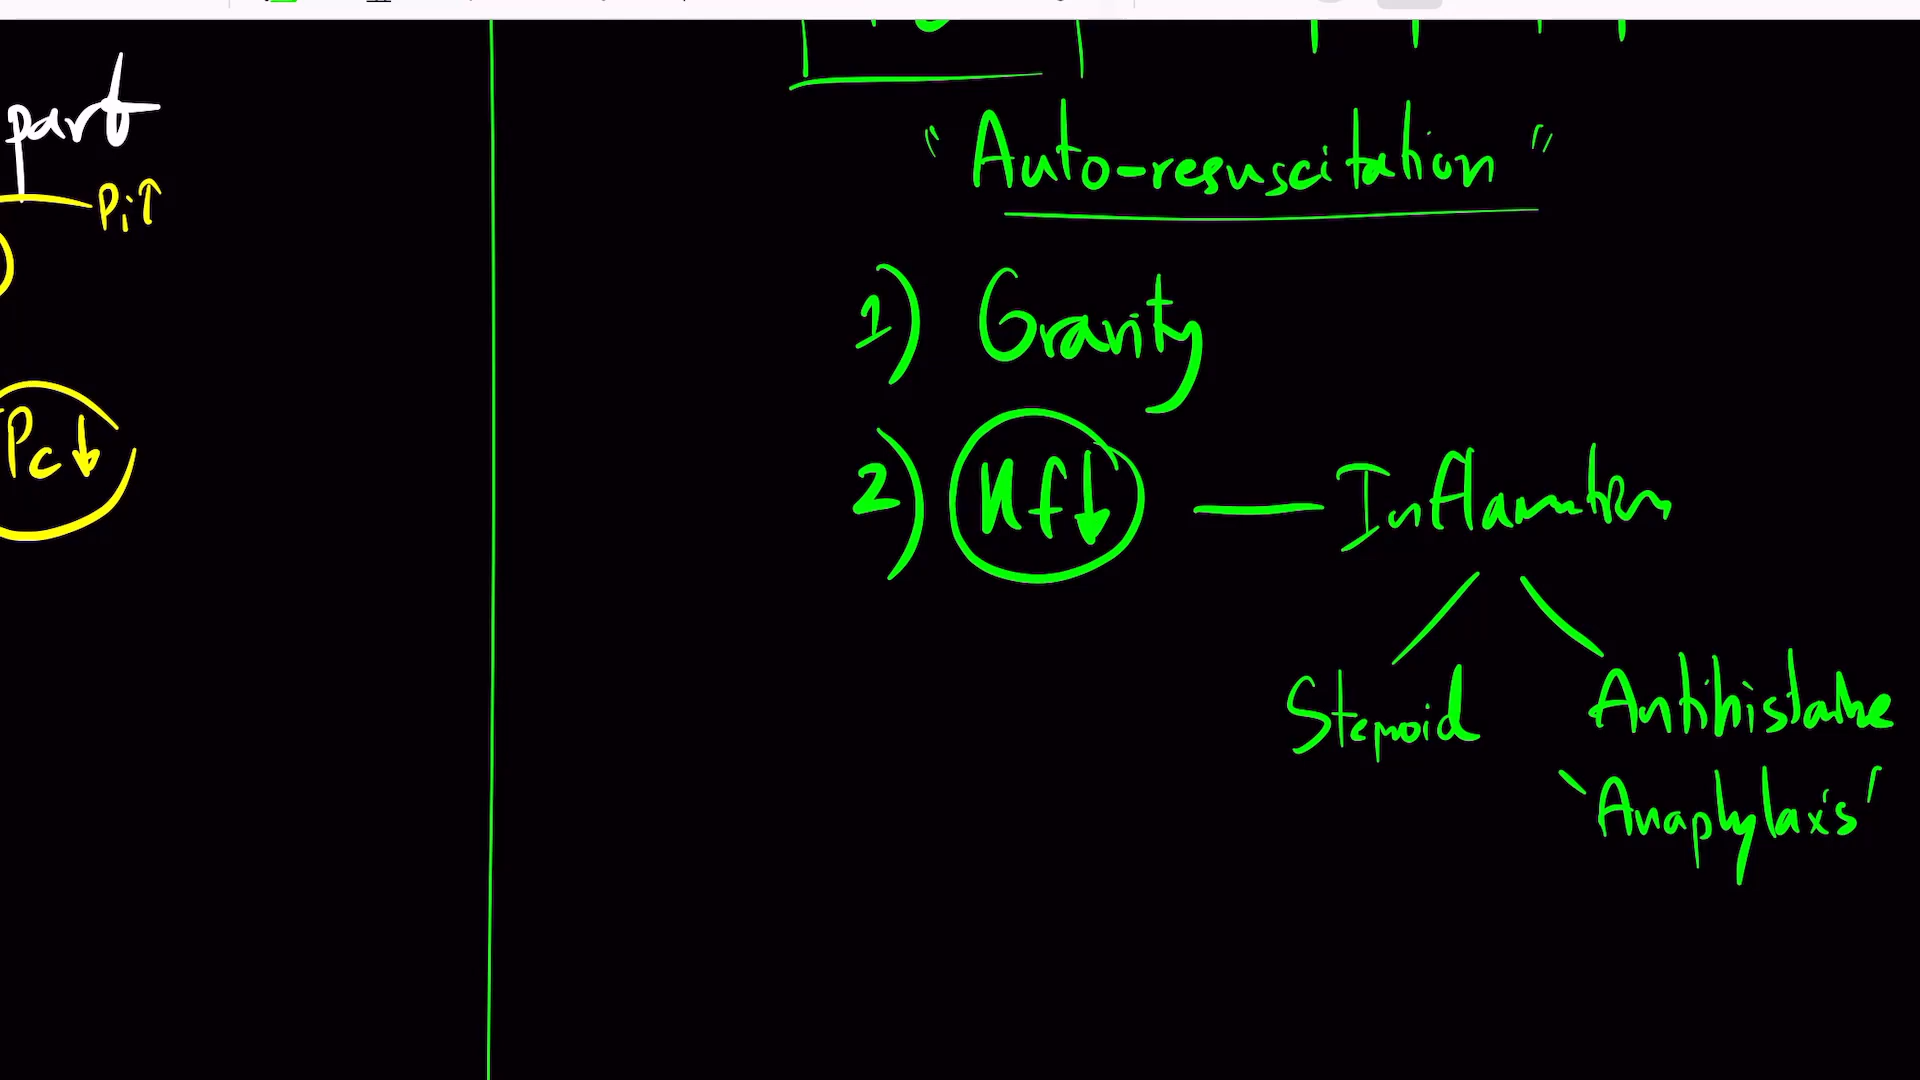 part
Pi↑
Pc↓
"Auto-resuscitation"
1) Gravity
2) Kf↓ — Inflammation
Steroid Antihistamine
'Anaphylaxis'